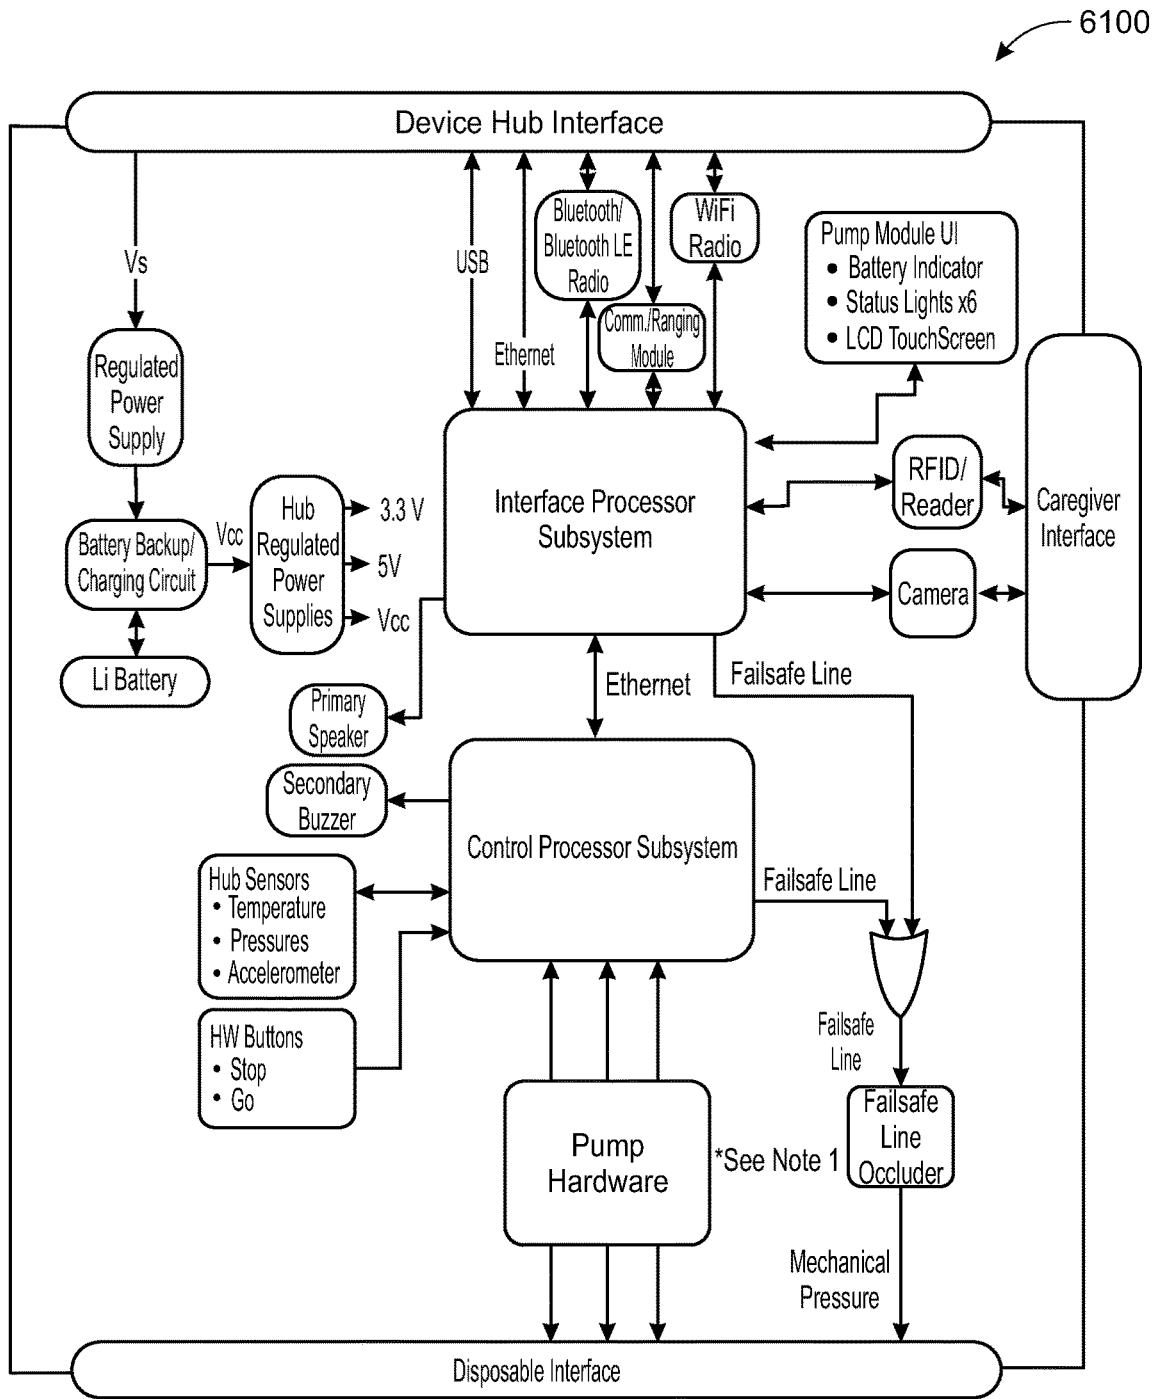 6100
Device Hub Interface
Vs
USB
Ethernet
Bluetooth/
Bluetooth LE
Radio
Comm./Ranging
Module
WiFi
Radio
Pump Module UI
• Battery Indicator
• Status Lights x6
• LCD TouchScreen
Regulated
Power
Supply
Battery Backup/
Charging Circuit
Vcc
Hub
Regulated
Power
Supplies
3.3 V
5V
Vcc
Li Battery
Interface Processor
Subsystem
RFID/
Reader
Camera
Caregiver
Interface
Primary
Speaker
Ethernet
Failsafe Line
Secondary
Buzzer
Control Processor Subsystem
Failsafe Line
Hub Sensors
• Temperature
• Pressures
• Accelerometer
HW Buttons
• Stop
• Go
Failsafe
Line
Failsafe
Line
Occluder
Pump
Hardware
*See Note 1
Mechanical
Pressure
Disposable Interface